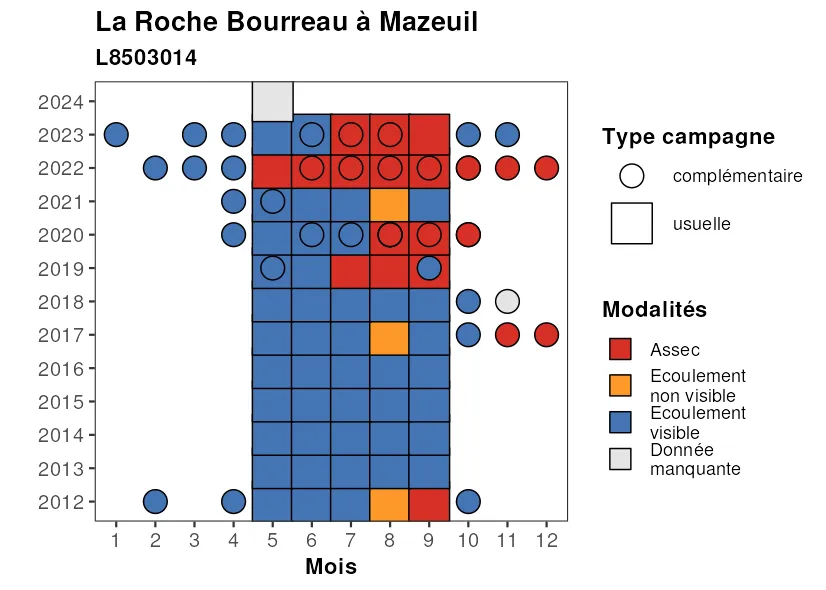 La Roche Bourreau à Mazeuil
L8503014
2024
2023
2022
2021
2020
2019
2018
2017
2016
2015
2014
2013
2012
1 2 3 4 5 6 7 8 9 10 11 12
Mois
Type campagne
complémentaire
usuelle
Modalités
Assec
Ecoulement
non visible
Ecoulement
visible
Donnée
manquante